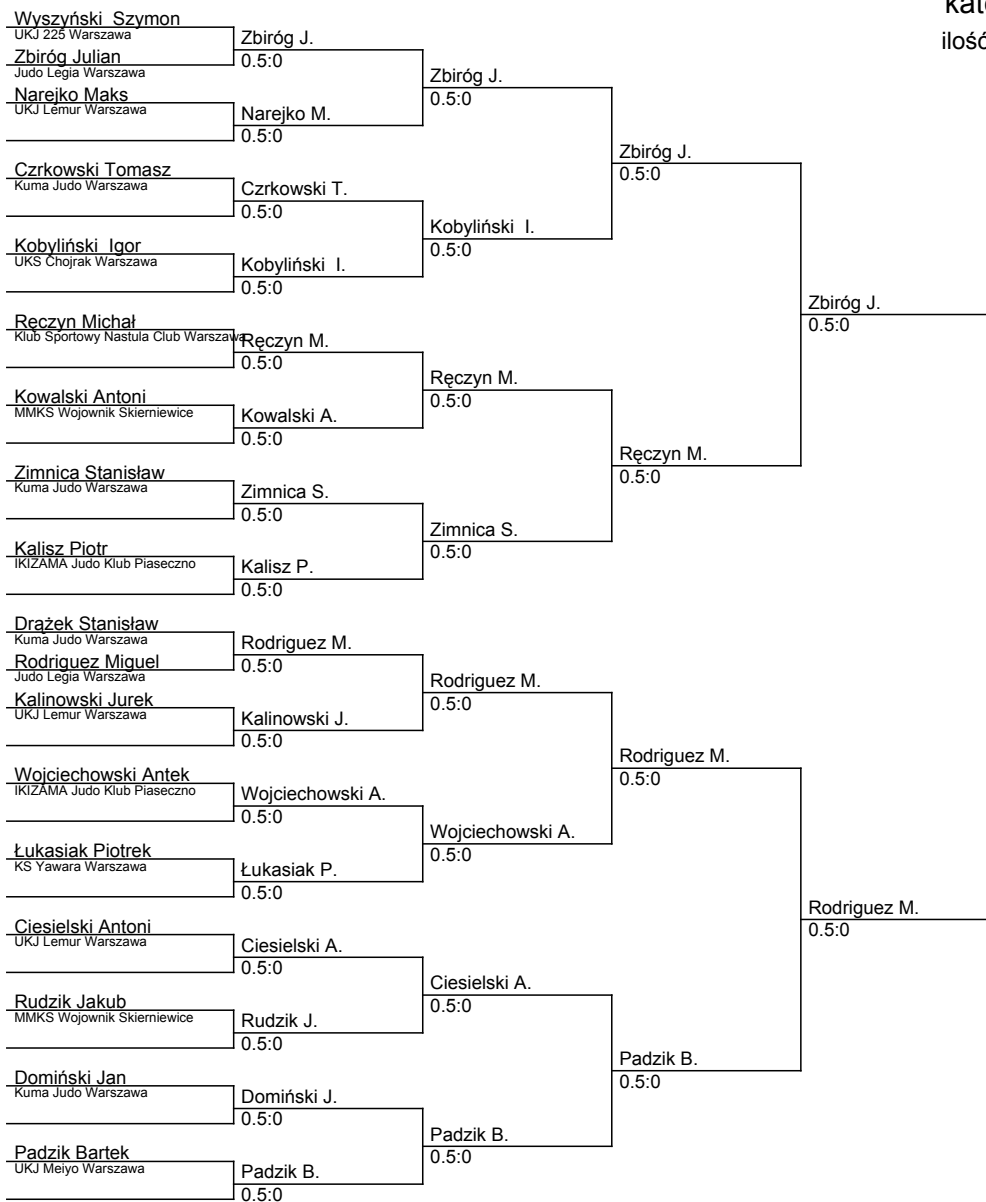 kat
ilość
Wyszyński Szymon
UKJ 225 Warszawa
Zbiróg Julian
Judo Legia Warszawa
Narejko Maks
UKJ Lemur Warszawa
Czrkowski Tomasz
Kuma Judo Warszawa
Kobyliński Igor
UKS Chojrak Warszawa
Ręczyn Michał
Klub Sportowy Nastula Club Warszawa
Kowalski Antoni
MMKS Wojownik Skierniewice
Zimnica Stanisław
Kuma Judo Warszawa
Kalisz Piotr
IKIZAMA Judo Klub Piaseczno
Drążek Stanisław
Kuma Judo Warszawa
Rodriguez Miguel
Judo Legia Warszawa
Kalinowski Jurek
UKJ Lemur Warszawa
Wojciechowski Antek
IKIZAMA Judo Klub Piaseczno
Łukasiak Piotrek
KS Yawara Warszawa
Ciesielski Antoni
UKJ Lemur Warszawa
Rudzik Jakub
MMKS Wojownik Skierniewice
Domiński Jan
Kuma Judo Warszawa
Padzik Bartek
UKJ Meiyo Warszawa
Zbiróg J.
0.5:0
Narejko M.
0.5:0
Czrkowski T.
0.5:0
Kobyliński I.
0.5:0
Ręczyn M.
0.5:0
Kowalski A.
0.5:0
Zimnica S.
0.5:0
Kalisz P.
0.5:0
Rodriguez M.
0.5:0
Kalinowski J.
0.5:0
Wojciechowski A.
0.5:0
Łukasiak P.
0.5:0
Ciesielski A.
0.5:0
Rudzik J.
0.5:0
Domiński J.
0.5:0
Padzik B.
0.5:0
Zbiróg J.
0.5:0
Kobyliński I.
0.5:0
Ręczyn M.
0.5:0
Zimnica S.
0.5:0
Rodriguez M.
0.5:0
Wojciechowski A.
0.5:0
Ciesielski A.
0.5:0
Padzik B.
0.5:0
Zbiróg J.
0.5:0
Ręczyn M.
0.5:0
Rodriguez M.
0.5:0
Padzik B.
0.5:0
Zbiróg J.
0.5:0
Rodriguez M.
0.5:0